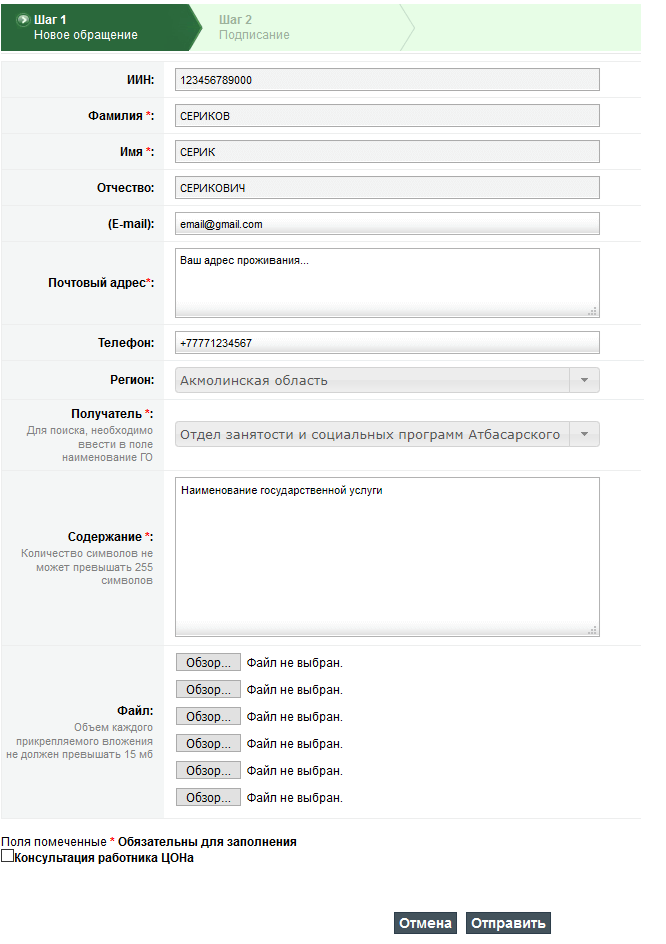 Шаг 1
Новое обращение
Шаг 2
Подписание
ИИН:
123456789000
Фамилия *:
СЕРИКОВ
Имя *:
СЕРИК
Отчество:
СЕРИКОВИЧ
(E-mail):
email@gmail.com
Почтовый адрес*:
Ваш адрес проживания...
Телефон:
+77771234567
Регион:
Акмолинская область
Получатель *:
Для поиска, необходимо
ввести в поле
наименование ГО
Отдел занятости и социальных программ Атбасарского
Содержание *:
Количество символов не
может превышать 255
символов
Наименование государственной услуги
Файл:
Объем каждого
прикрепляемого вложения
не должен превышать 15 мб
Обзор... Файл не выбран.
Обзор... Файл не выбран.
Обзор... Файл не выбран.
Обзор... Файл не выбран.
Обзор... Файл не выбран.
Обзор... Файл не выбран.
Поля помеченные * Обязательны для заполнения
Консультация работника ЦОНа
Отмена Отправить